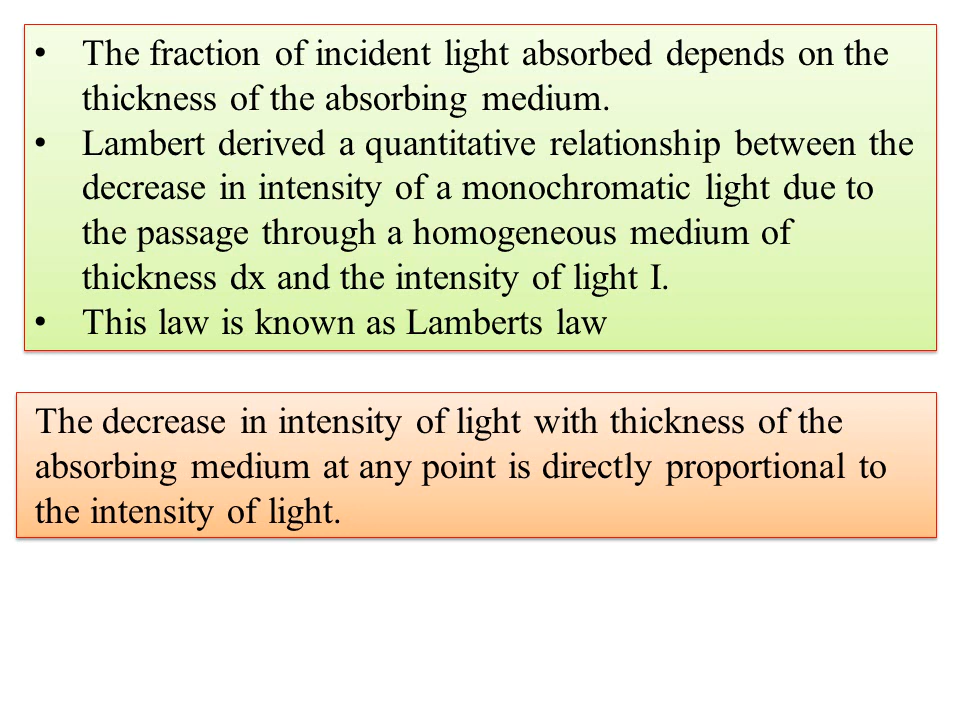 • The fraction of incident light absorbed depends on the
thickness of the absorbing medium.
• Lambert derived a quantitative relationship between the
decrease in intensity of a monochromatic light due to
the passage through a homogeneous medium of
thickness dx and the intensity of light I.
• This law is known as Lamberts law
The decrease in intensity of light with thickness of the
absorbing medium at any point is directly proportional to
the intensity of light.